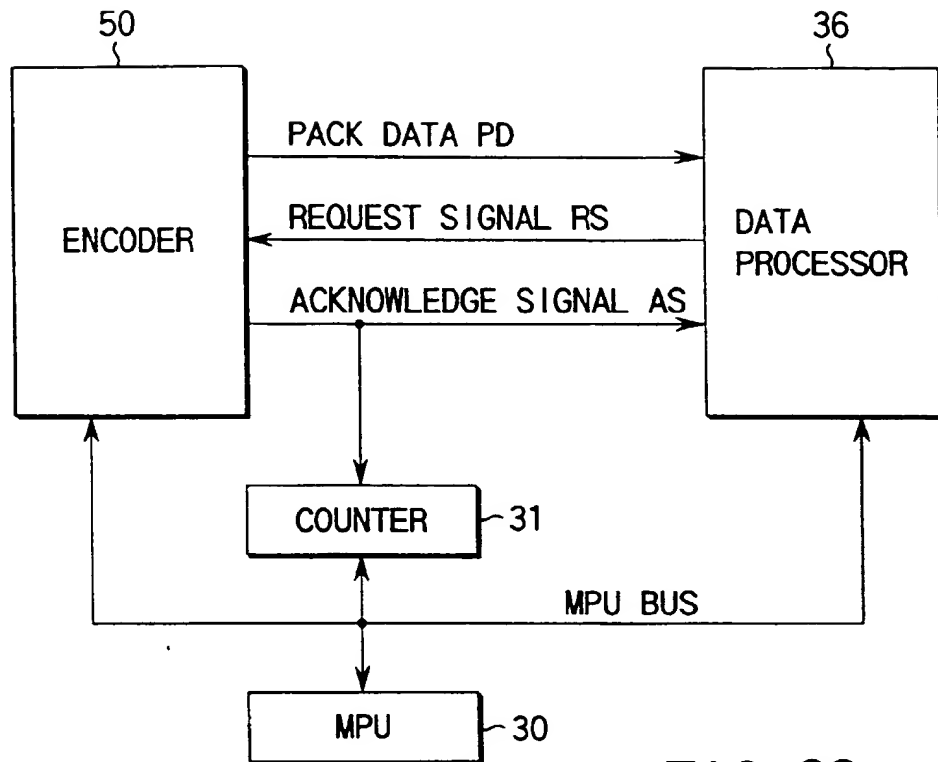 50
36
PACK DATA PD
REQUEST SIGNAL RS
ENCODER
DATA
PROCESSOR
ACKNOWLEDGE SIGNAL AS
COUNTER
31
MPU BUS
MPU
30